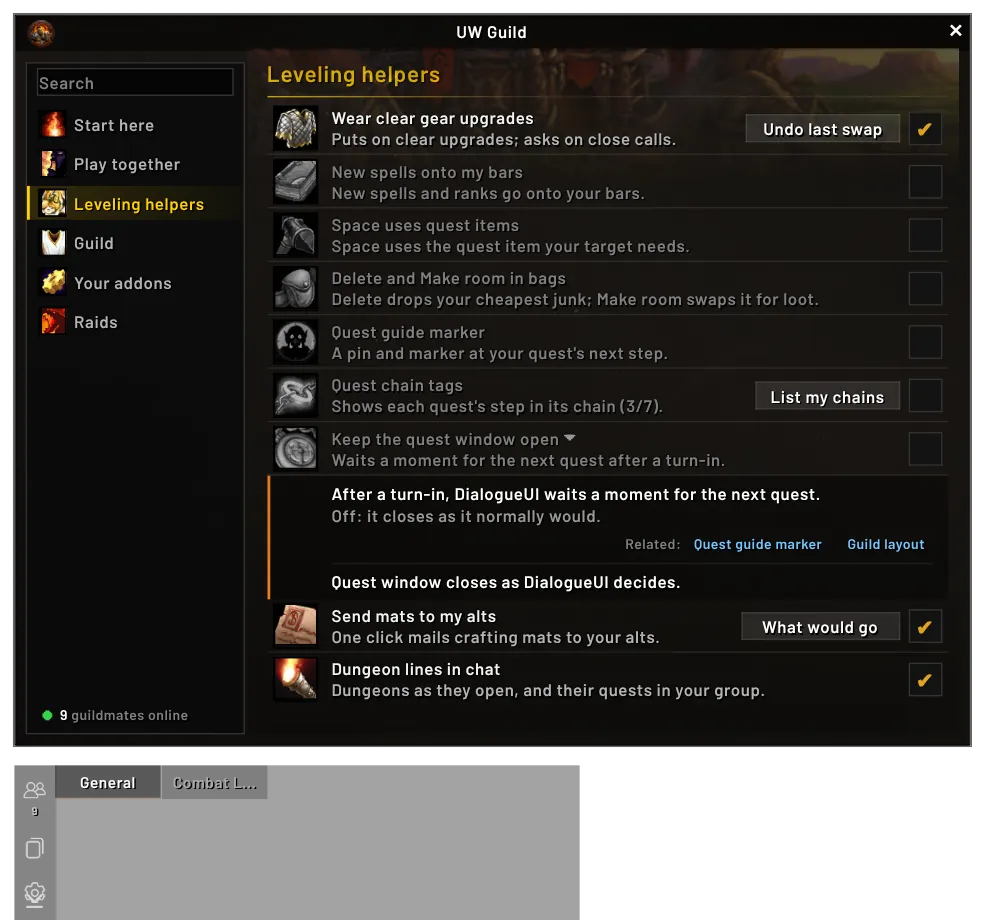 UW Guild
Search
Start here
Play together
Leveling helpers
Guild
Your addons
Raids
9 guildmates online
Leveling helpers
Wear clear gear upgrades
Puts on clear upgrades; asks on close calls.
Undo last swap
New spells onto my bars
New spells and ranks go onto your bars.
Space uses quest items
Space uses the quest item your target needs.
Delete and Make room in bags
Delete drops your cheapest junk; Make room swaps it for loot.
Quest guide marker
A pin and marker at your quest's next step.
Quest chain tags
Shows each quest's step in its chain (3/7).
List my chains
Keep the quest window open
Waits a moment for the next quest after a turn-in.
After a turn-in, DialogueUI waits a moment for the next quest.
Off: it closes as it normally would.
Related: Quest guide marker Guild layout
Quest window closes as DialogueUI decides.
Send mats to my alts
One click mails crafting mats to your alts.
What would go
Dungeon lines in chat
Dungeons as they open, and their quests in your group.
General
Combat L...
9